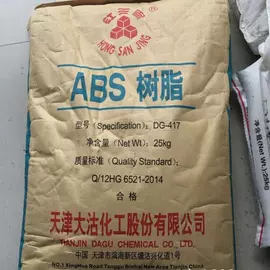 红三晶
HONG SAN JING
ABS 树脂
型号(Specification): DG-417
净含量(Net Wt): 25kg
质量标准(Quality Standard):
Q/12HG 6521-2014
合格
天津大沽化工股份有限公司
TIANJIN DAGU CHEMICAL CO., LTD.